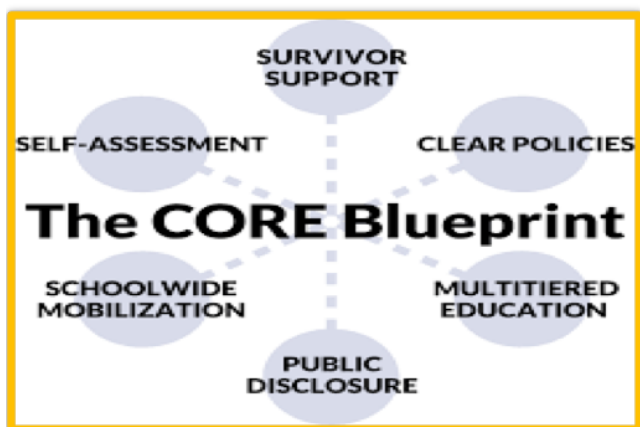 SURVIVOR
SUPPORT
SELF-ASSESSMENT
CLEAR POLICIES
The CORE Blueprint
SCHOOLWIDE
MOBILIZATION
MULTITIERED
EDUCATION
PUBLIC
DISCLOSURE